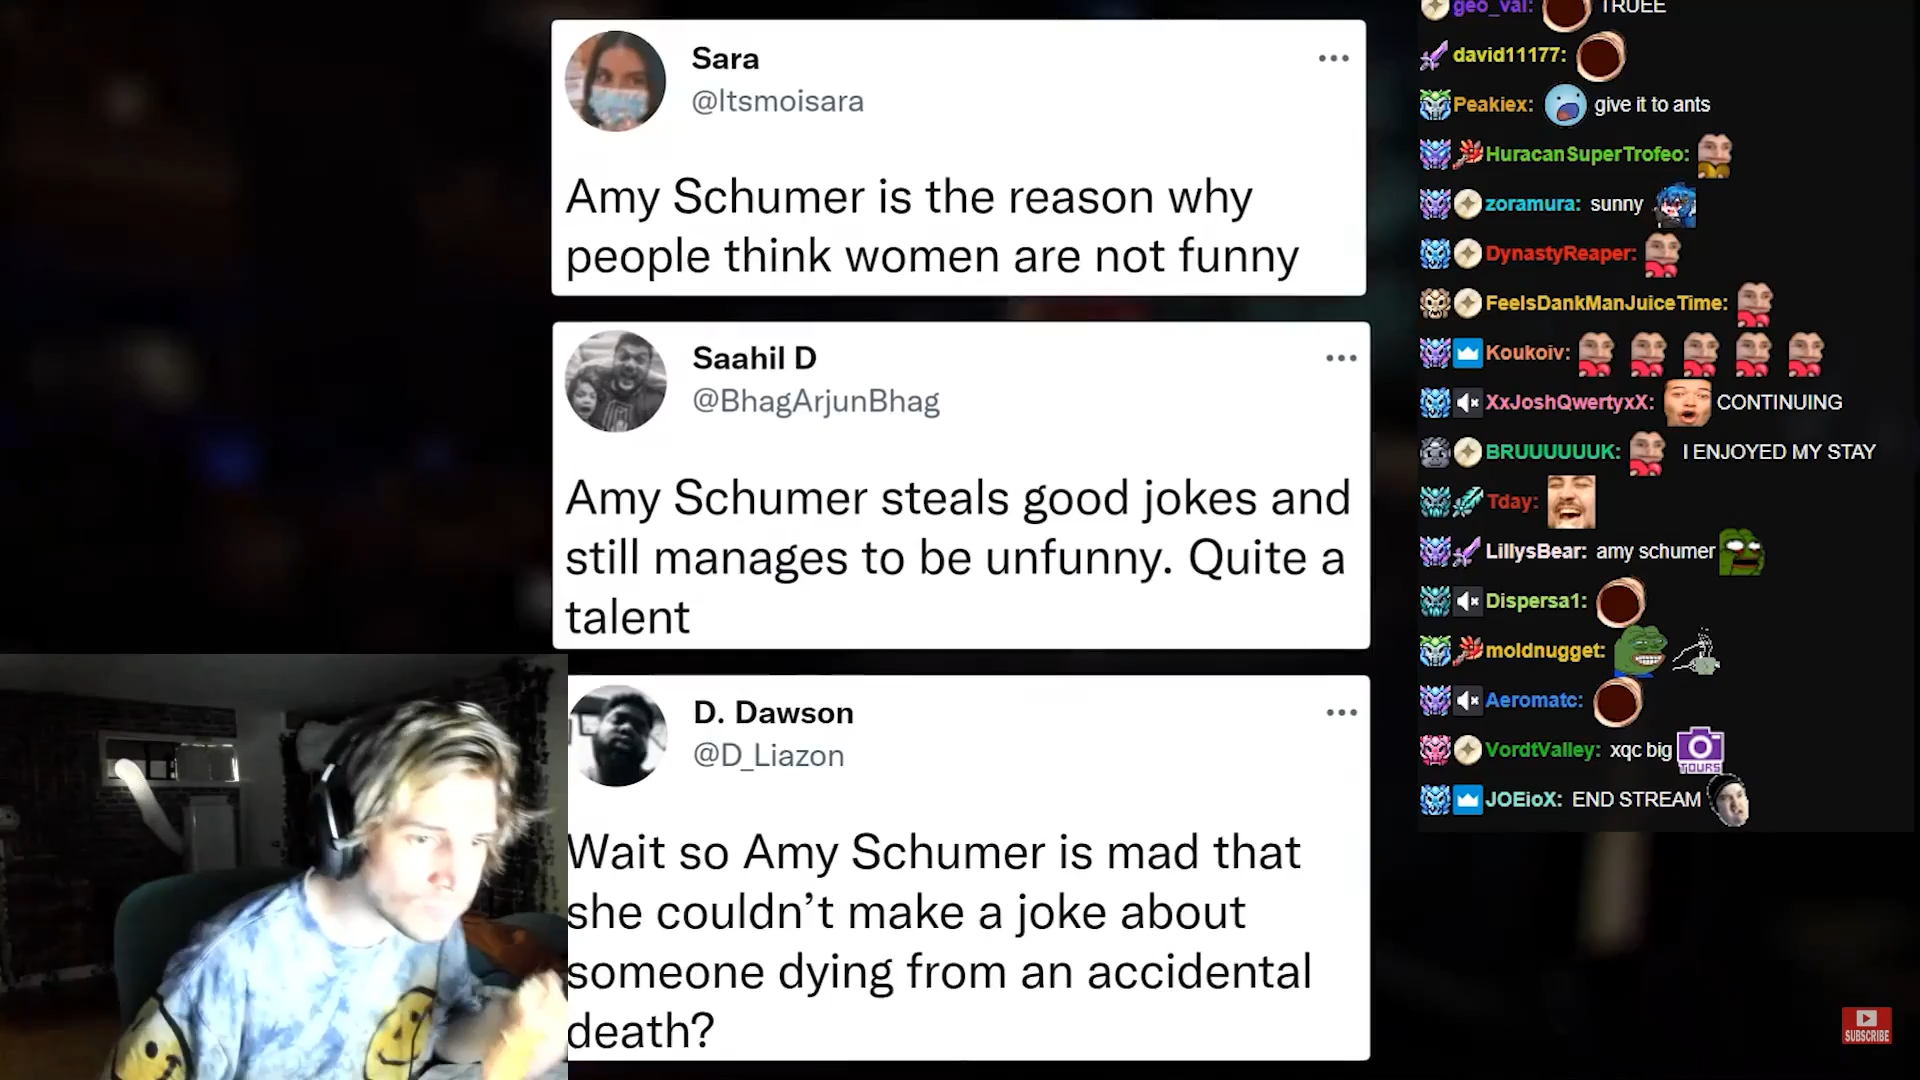 Sara
@Itsmoisara
Amy Schumer is the reason why
people think women are not funny
Saahil D
@BhagArjunBhag
Amy Schumer steals good jokes and
still manages to be unfunny. Quite a
talent
D. Dawson
@D_Liazon
Wait so Amy Schumer is mad that
she couldn't make a joke about
someone dying from an accidental
death?
geo_val: TRUEE
david11177:
Peakiex: give it to ants
HuracanSuperTrofeo:
zoramura: sunny
DynastyReaper:
FeelsDankManJuiceTime:
Koukoiv:
XxJoshQwertyxX: CONTINUING
BRUUUUUUK: I ENJOYED MY STAY
Tday:
LillysBear: amy schumer
Dispersa1:
moldnugget:
Aeromatc:
VordtValley: xqc big
TOURS
JOEioX: END STREAM
SUBSCRIBE